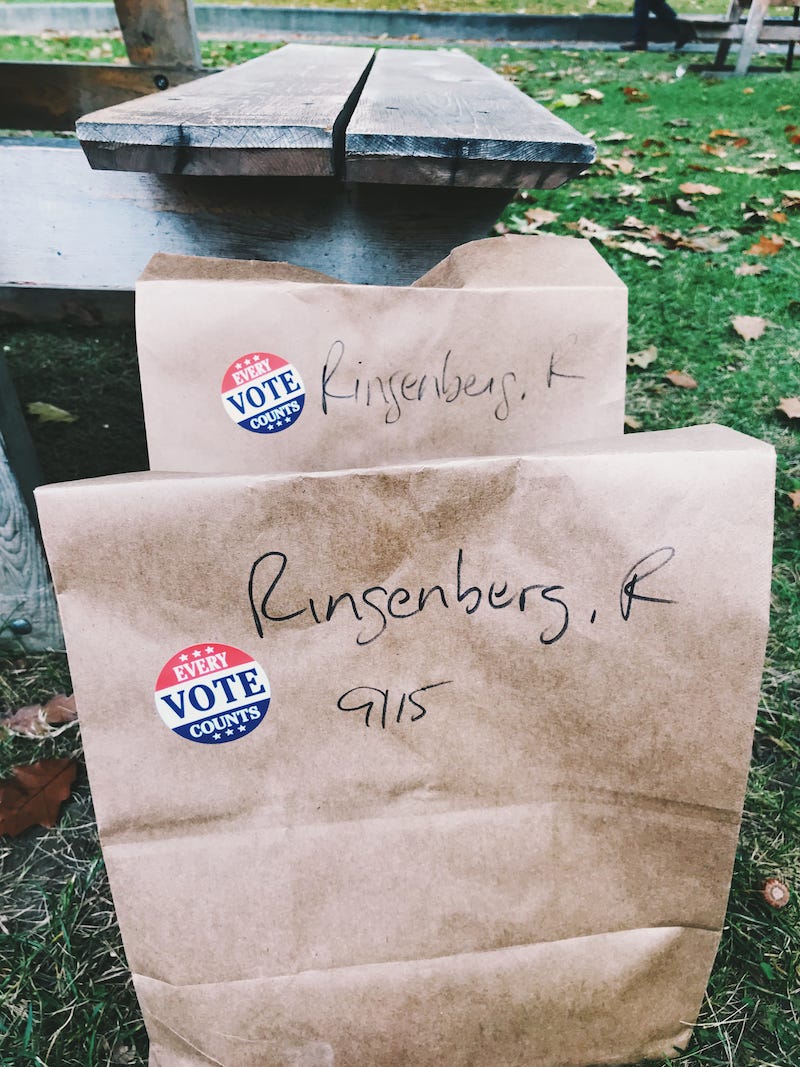 EVERY
VOTE
COUNTS
Ringenberg, R
Ringenberg, R
EVERY
VOTE
COUNTS
9/15